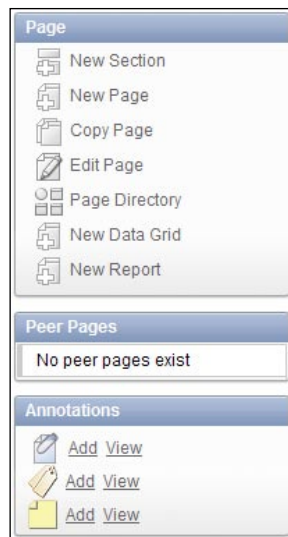 Page
New Section
New Page
Copy Page
Edit Page
Page Directory
New Data Grid
New Report
Peer Pages
No peer pages exist
Annotations
Add View
Add View
Add View